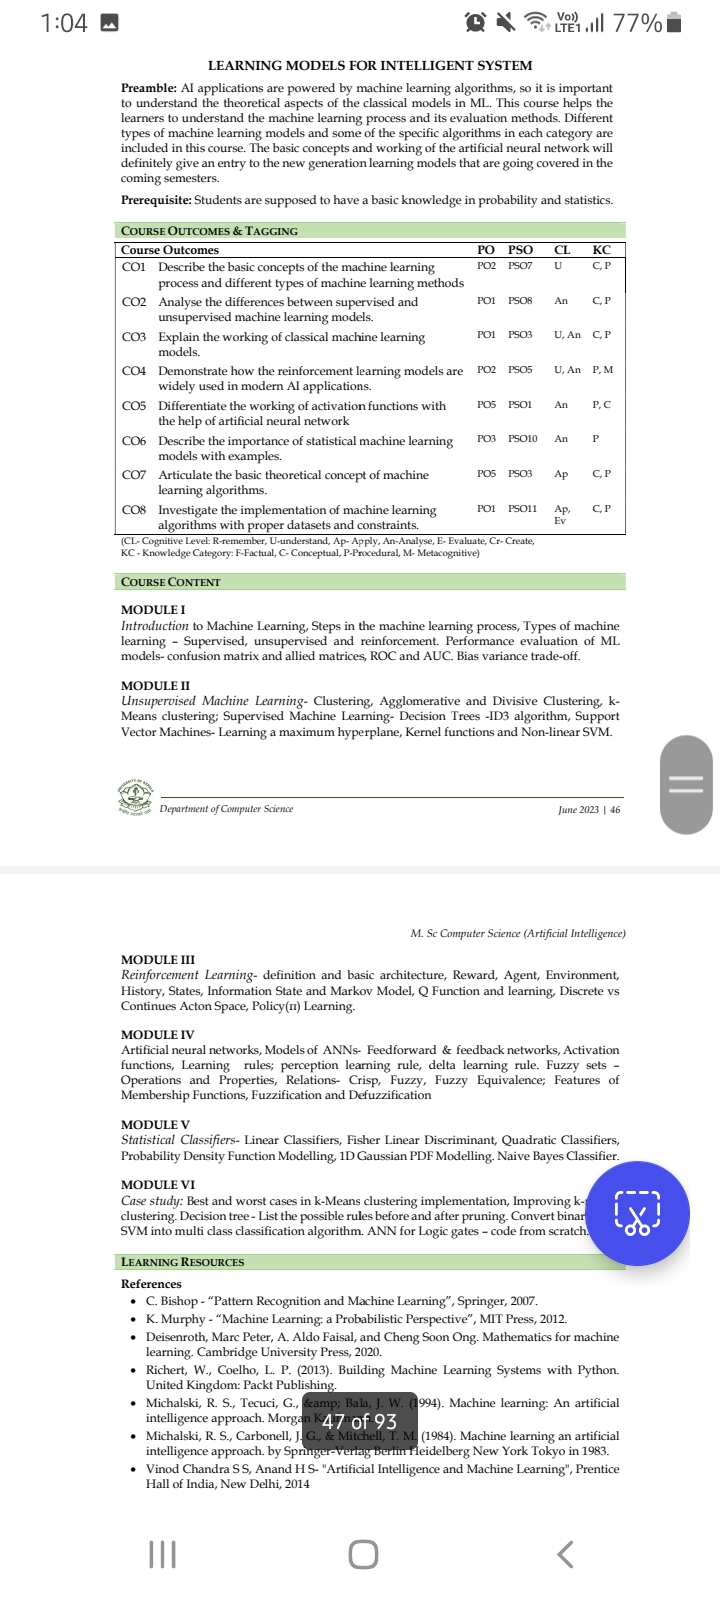 1:04
Vo)) LTE1 77%
LEARNING MODELS FOR INTELLIGENT SYSTEM
Preamble: AI applications are powered by machine learning algorithms, so it is important
to understand the theoretical aspects of the classical models in ML. This course helps the
learners to understand the machine learning process and its evaluation methods. Different
types of machine learning models and some of the specific algorithms in each category are
included in this course. The basic concepts and working of the artificial neural network will
definitely give an entry to the new generation learning models that are going covered in the
coming semesters.
Prerequisite: Students are supposed to have a basic knowledge in probability and statistics.
COURSE OUTCOMES & TAGGING
Course Outcomes PO PSO CL KC
CO1 Describe the basic concepts of the machine learning PO2 PSO7 U C, P
process and different types of machine learning methods
CO2 Analyse the differences between supervised and PO1 PSO8 An C, P
unsupervised machine learning models.
CO3 Explain the working of classical machine learning PO1 PSO3 U, An C, P
models.
CO4 Demonstrate how the reinforcement learning models are PO2 PSO5 U, An P, M
widely used in modern AI applications.
CO5 Differentiate the working of activation functions with PO5 PSO1 An P, C
the help of artificial neural network
CO6 Describe the importance of statistical machine learning PO3 PSO10 An P
models with examples.
CO7 Articulate the basic theoretical concept of machine PO5 PSO3 Ap C, P
learning algorithms.
CO8 Investigate the implementation of machine learning PO1 PSO11 Ap, C, P
algorithms with proper datasets and constraints. Ev
(CL- Cognitive Level: R-remember, U-understand, Ap- Apply, An-Analyse, E- Evaluate, Cr- Create,
KC - Knowledge Category: F-Factual, C- Conceptual, P-Procedural, M- Metacognitive)
COURSE CONTENT
MODULE I
Introduction to Machine Learning, Steps in the machine learning process, Types of machine
learning – Supervised, unsupervised and reinforcement. Performance evaluation of ML
models- confusion matrix and allied matrices, ROC and AUC. Bias variance trade-off.
MODULE II
Unsupervised Machine Learning- Clustering, Agglomerative and Divisive Clustering, k-
Means clustering; Supervised Machine Learning- Decision Trees -ID3 algorithm, Support
Vector Machines- Learning a maximum hyperplane, Kernel functions and Non-linear SVM.
Department of Computer Science June 2023 | 46
M. Sc Computer Science (Artificial Intelligence)
MODULE III
Reinforcement Learning- definition and basic architecture, Reward, Agent, Environment,
History, States, Information State and Markov Model, Q Function and learning, Discrete vs
Continues Acton Space, Policy(π) Learning.
MODULE IV
Artificial neural networks, Models of ANNs- Feedforward & feedback networks, Activation
functions, Learning rules; perception learning rule, delta learning rule. Fuzzy sets –
Operations and Properties, Relations- Crisp, Fuzzy, Fuzzy Equivalence; Features of
Membership Functions, Fuzzification and Defuzzification
MODULE V
Statistical Classifiers- Linear Classifiers, Fisher Linear Discriminant, Quadratic Classifiers,
Probability Density Function Modelling, 1D Gaussian PDF Modelling. Naive Bayes Classifier.
MODULE VI
Case study: Best and worst cases in k-Means clustering implementation, Improving k-
clustering. Decision tree - List the possible rules before and after pruning. Convert binar
SVM into multi class classification algorithm. ANN for Logic gates – code from scratch.
LEARNING RESOURCES
References
• C. Bishop - “Pattern Recognition and Machine Learning”, Springer, 2007.
• K. Murphy - “Machine Learning: a Probabilistic Perspective”, MIT Press, 2012.
• Deisenroth, Marc Peter, A. Aldo Faisal, and Cheng Soon Ong. Mathematics for machine
learning. Cambridge University Press, 2020.
• Richert, W., Coelho, L. P. (2013). Building Machine Learning Systems with Python.
United Kingdom: Packt Publishing.
• Michalski, R. S., Tecuci, G., &amp; Bala, J. W. (1994). Machine learning: An artificial
intelligence approach. Morgan
47 of 93
• Michalski, R. S., Carbonell, J. G., & Mitchell, T. M. (1984). Machine learning an artificial
intelligence approach. by Springer-Verlag Berlin Heidelberg New York Tokyo in 1983.
• Vinod Chandra S S, Anand H S- "Artificial Intelligence and Machine Learning", Prentice
Hall of India, New Delhi, 2014